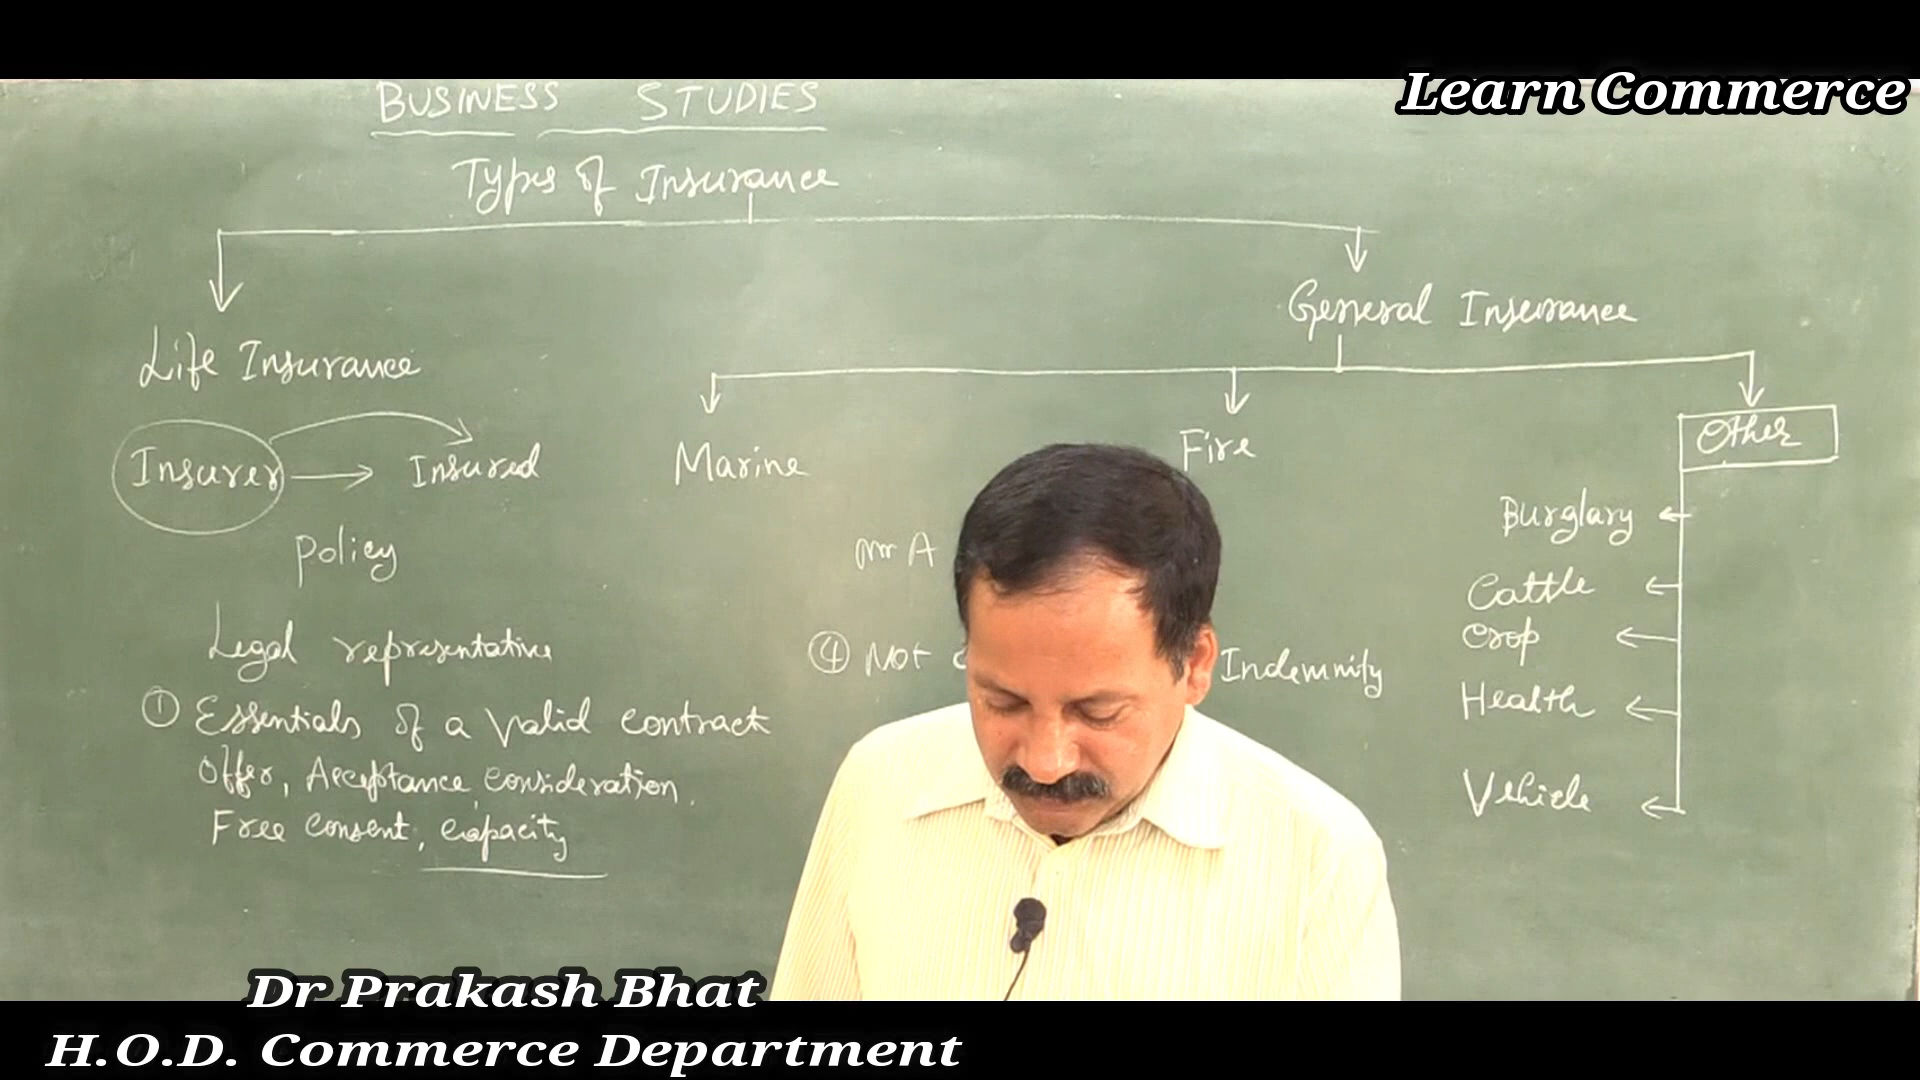 Learn Commerce
BUSINESS STUDIES
Types of Insurance
General Insurance
Life Insurance
Marine
Fire
Other
Insurer Insured
Burglary
Policy
Mr A
Cattle
Crop
Legal representative
④ Not
Indemnity
Health
① Essentials of a valid contract
Offer, Acceptance, consideration,
Free consent, capacity
Vehicle
Dr Prakash Bhat
H.O.D. Commerce Department